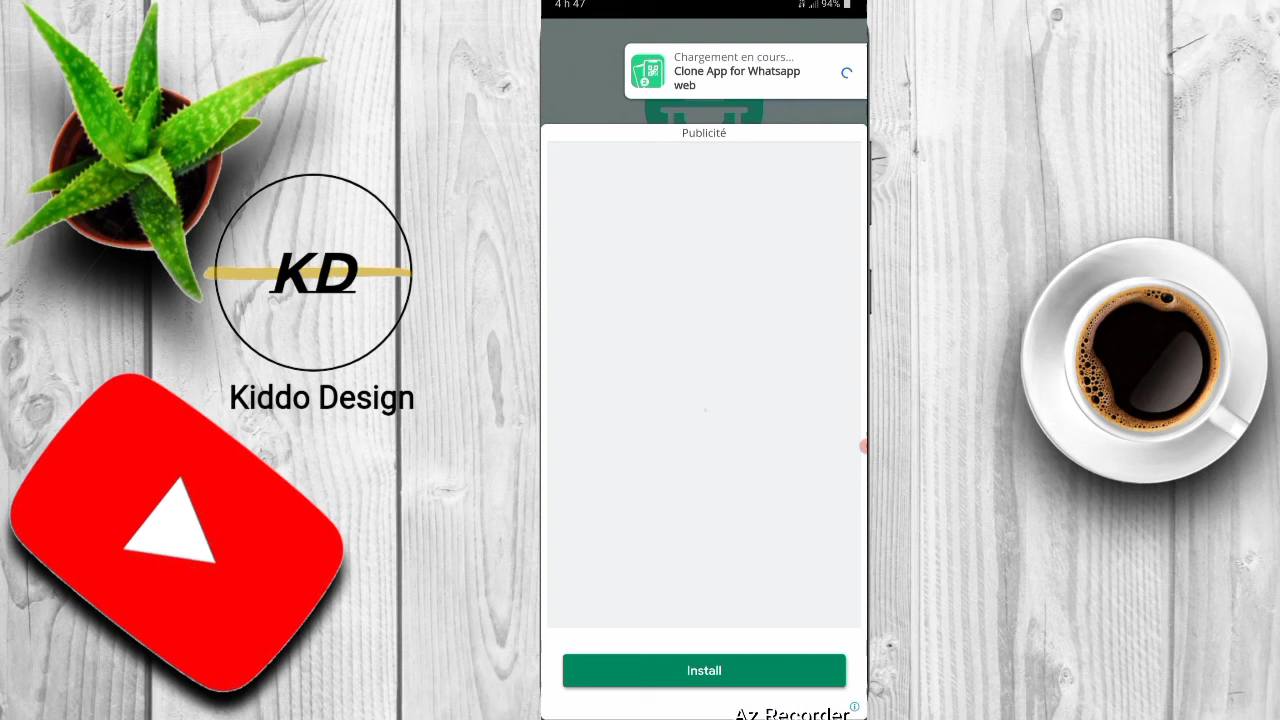 4 h 47
94%
Chargement en cours...
Clone App for Whatsapp
web
Publicité
KD
Kiddo Design
Install
Az Recorder